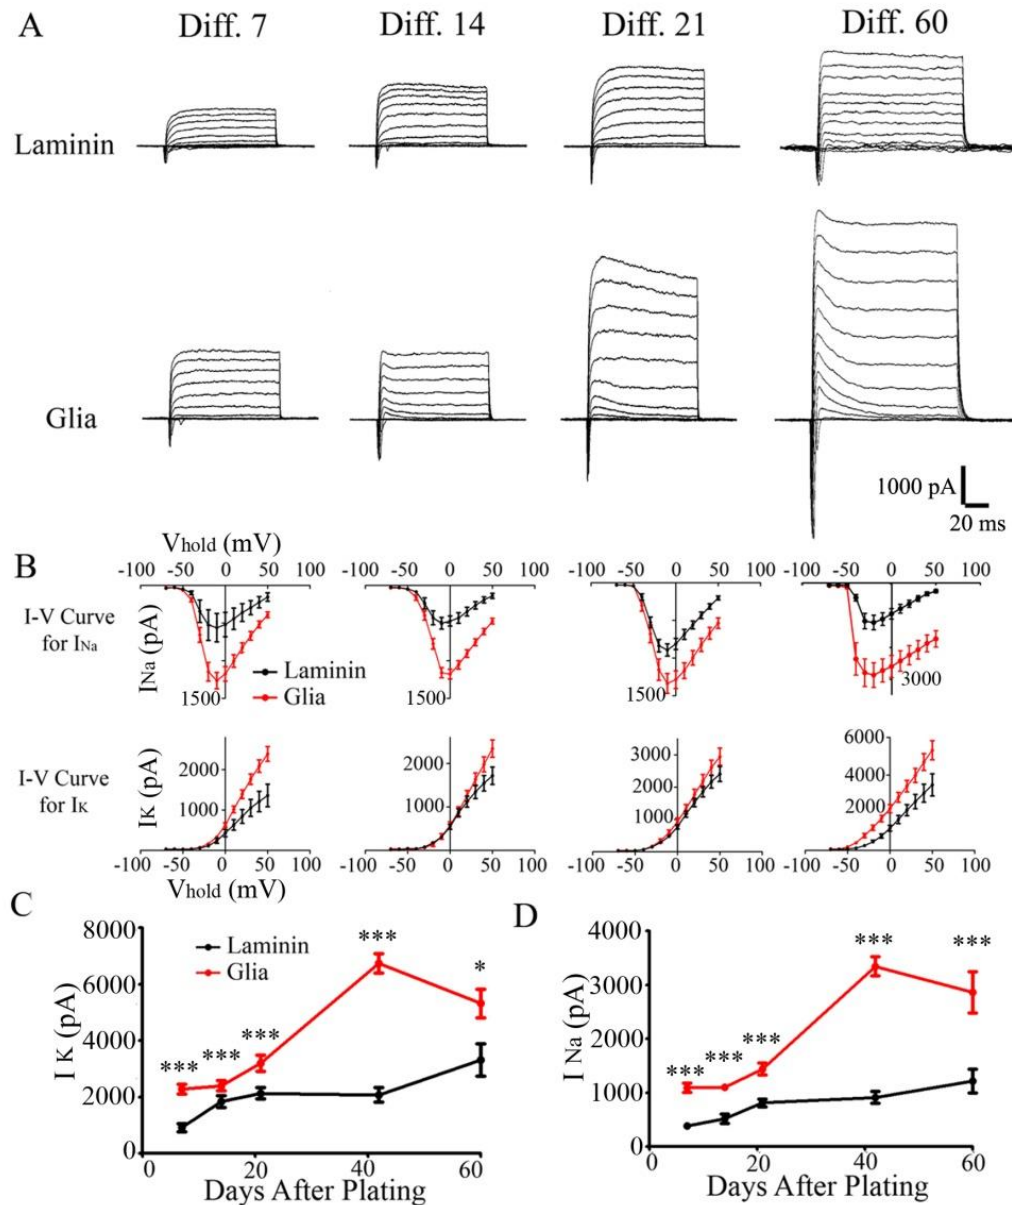 A Diff. 7 Diff. 14 Diff. 21 Diff. 60
Laminin
Glia
1000 pA
20 ms
B Vhold (mV)
-100 -50 0 50 100 -50 0 50 100 -100 -50 0 50 100 -100 -50 0 50 100
I-V Curve
for INa
INa (pA)
Laminin
Glia
1500 1500 1500 3000
I-V Curve
for IK
IK (pA)
2000
1000
2000
1000
3000
2000
1000
6000
4000
2000
-100 -50 0 50 100 -50 0 50 100 -100 -50 0 50 100 -100 -50 0 50 100
Vhold (mV)
C
I K (pA)
8000
6000
4000
2000
0
Laminin
Glia
*** *** *** *** *
0 20 40 60
Days After Plating
D
I Na (pA)
4000
3000
2000
1000
0
*** *** *** *** ***
0 20 40 60
Days After Plating